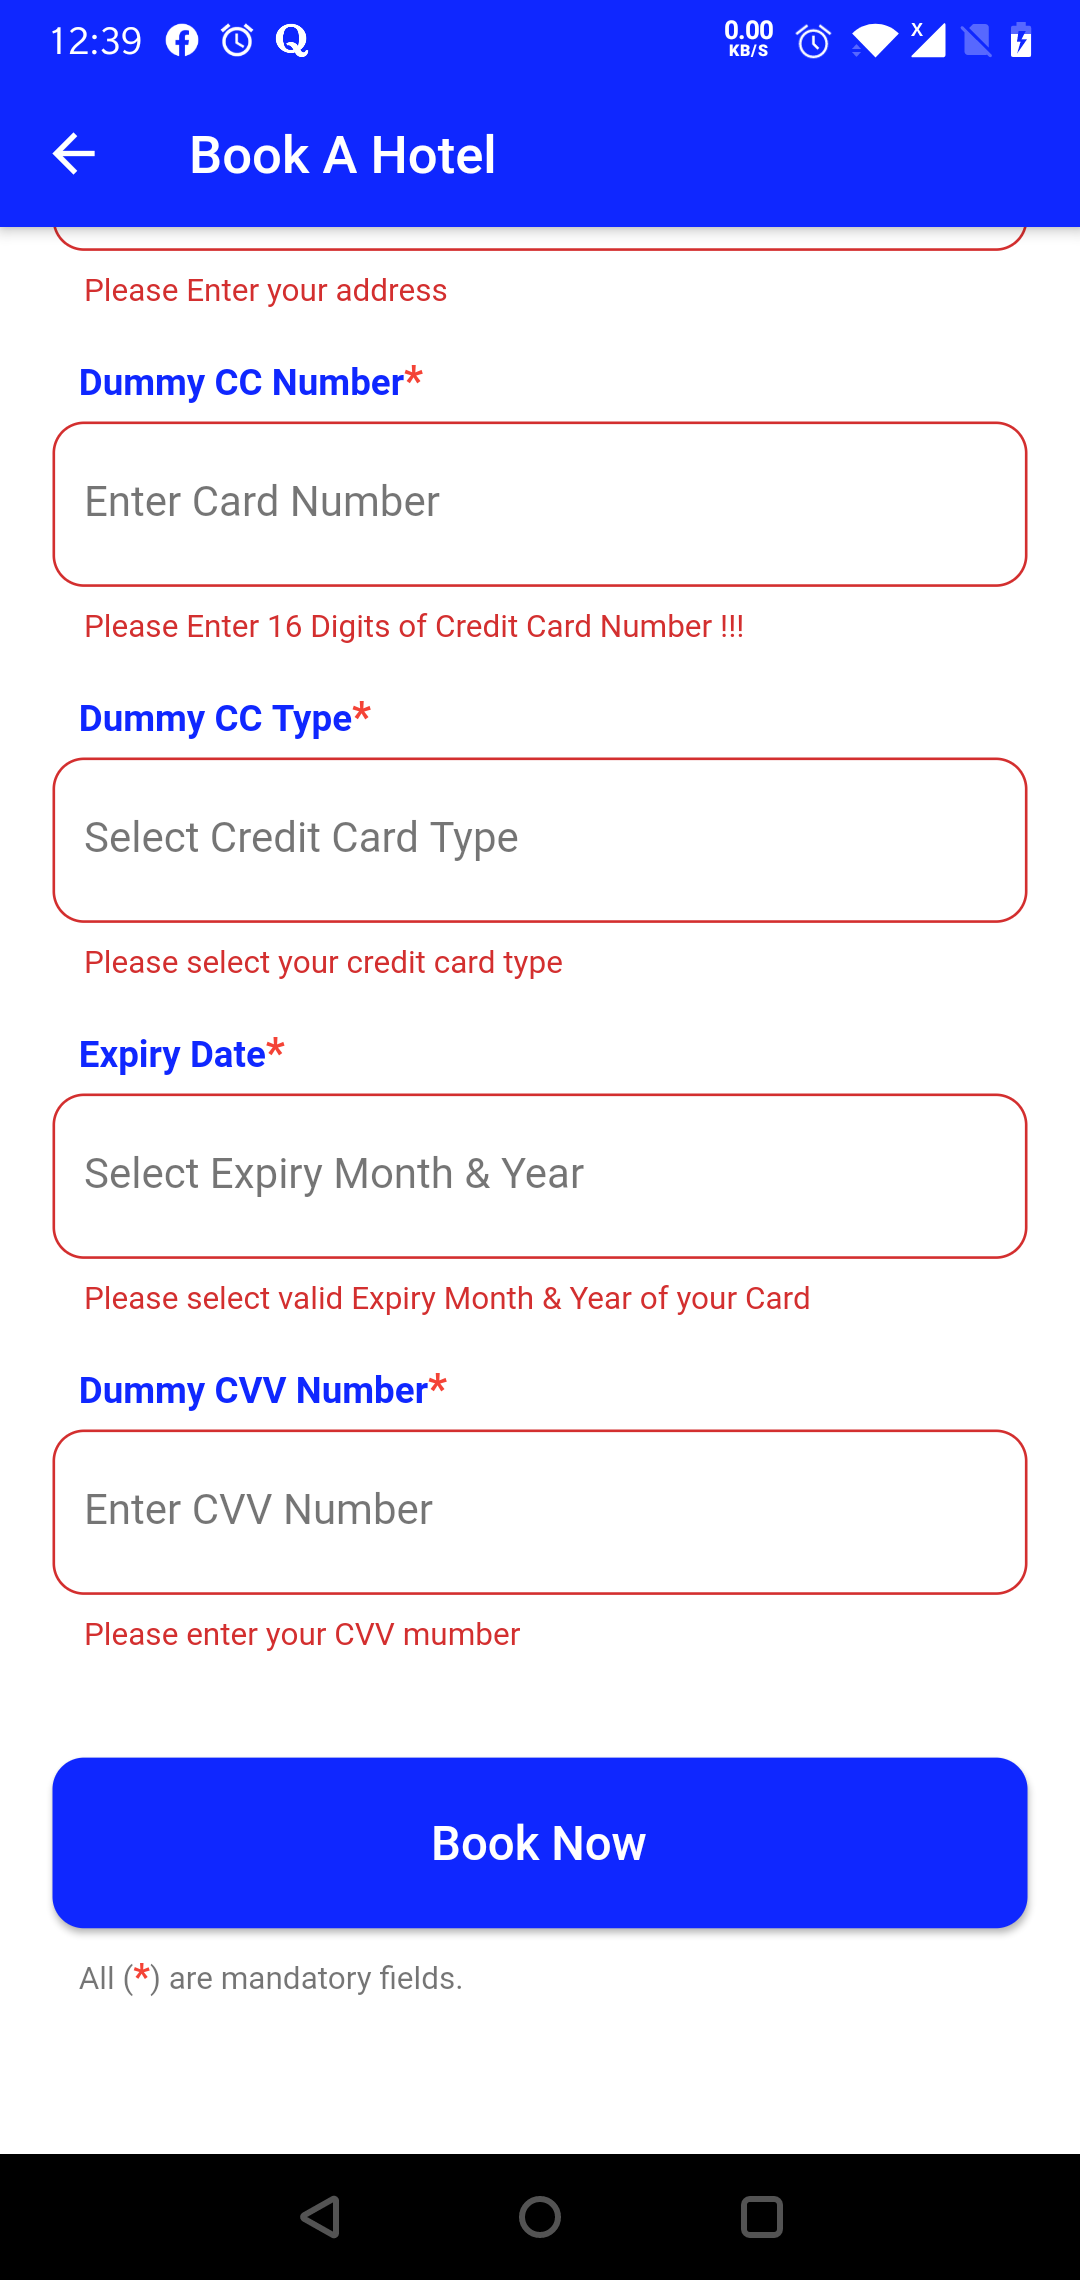 12:39
0.00
KB/S
X
Book A Hotel
Please Enter your address
Dummy CC Number*
Enter Card Number
Please Enter 16 Digits of Credit Card Number !!!
Dummy CC Type*
Select Credit Card Type
Please select your credit card type
Expiry Date*
Select Expiry Month & Year
Please select valid Expiry Month & Year of your Card
Dummy CVV Number*
Enter CVV Number
Please enter your CVV mumber
Book Now
All (*) are mandatory fields.